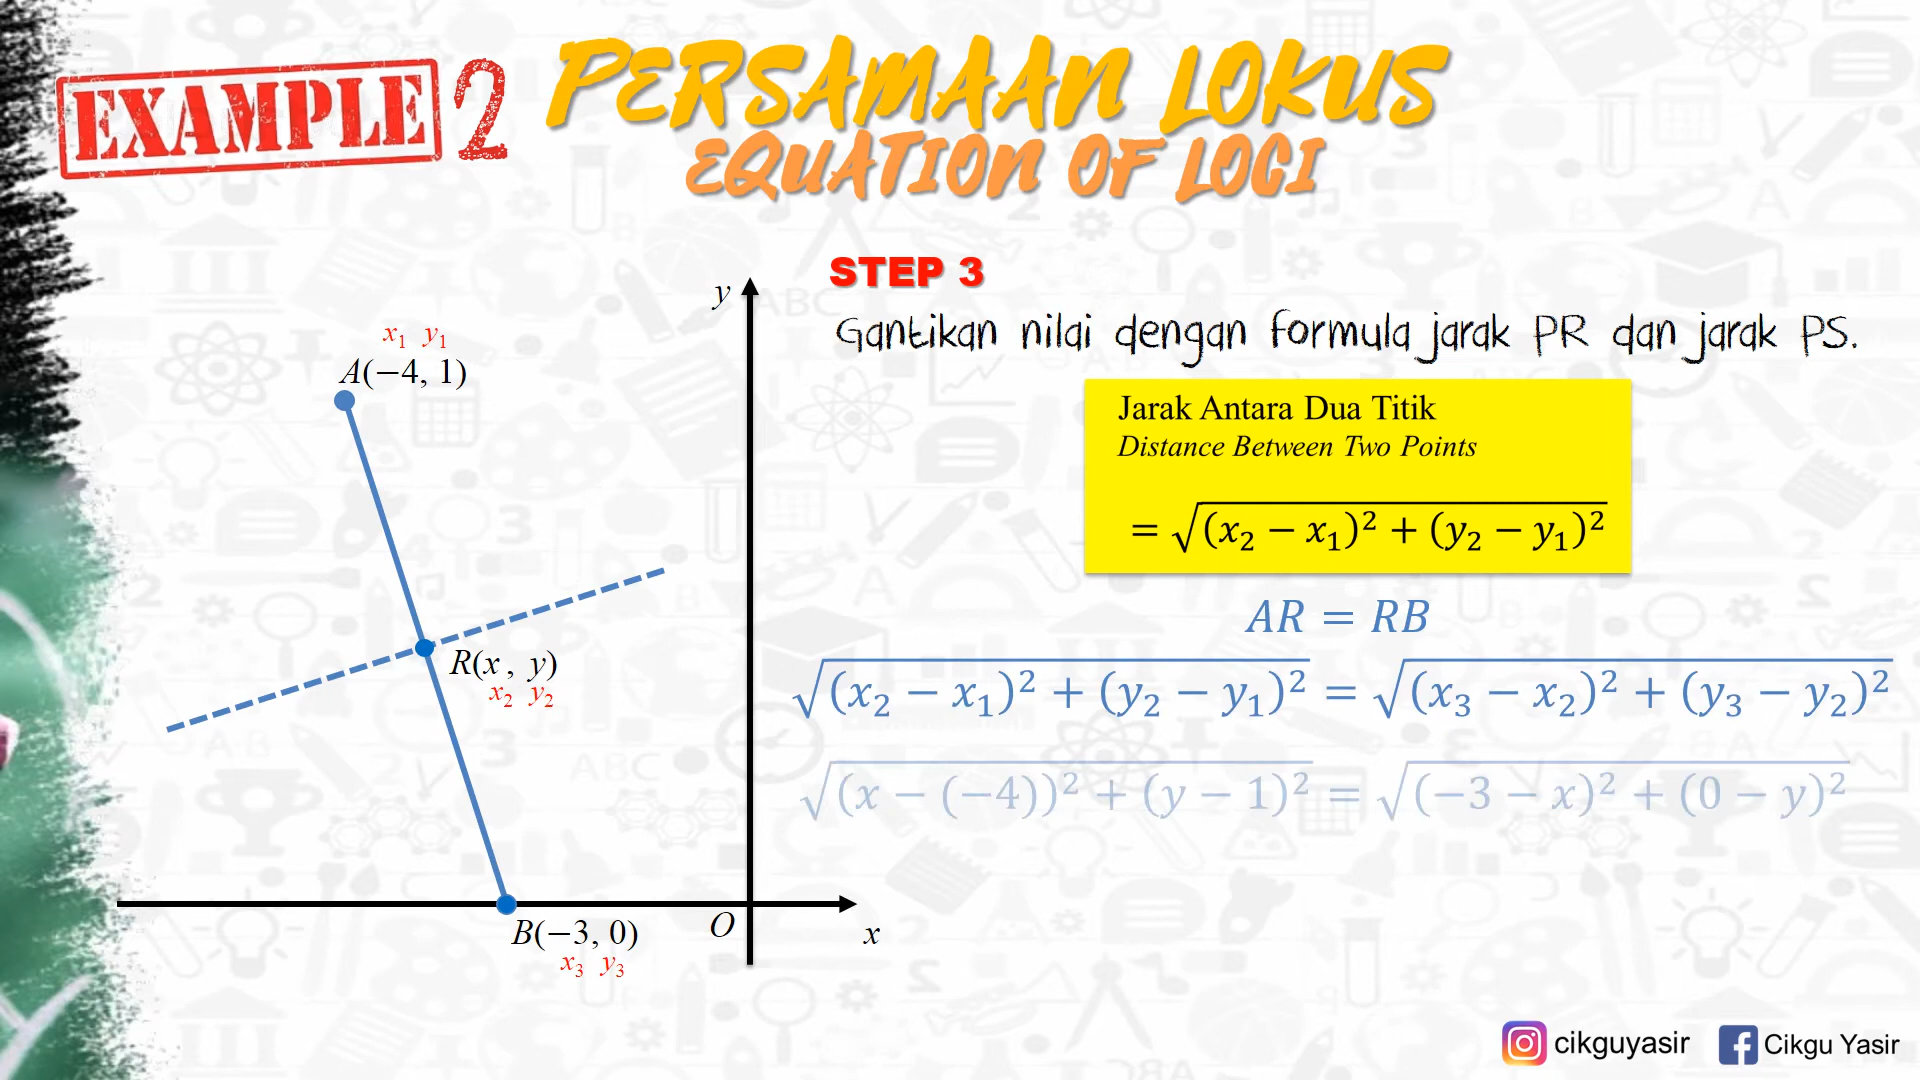 EXAMPLE 2
PERSAMAAN LOKUS
EQUATION OF LOCI
STEP 3
Gantikan nilai dengan formula jarak PR dan jarak PS.
Jarak Antara Dua Titik
Distance Between Two Points
= √(x₂ − x₁)² + (y₂ − y₁)²
AR = RB
√(x₂ − x₁)² + (y₂ − y₁)² = √(x₃ − x₂)² + (y₃ − y₂)²
√(x − (−4))² + (y − 1)² = √(−3 − x)² + (0 − y)²
y
x₁ y₁
A(−4, 1)
R(x , y)
x₂ y₂
B(−3, 0)
x₃ y₃
O
x
cikguyasir
Cikgu Yasir